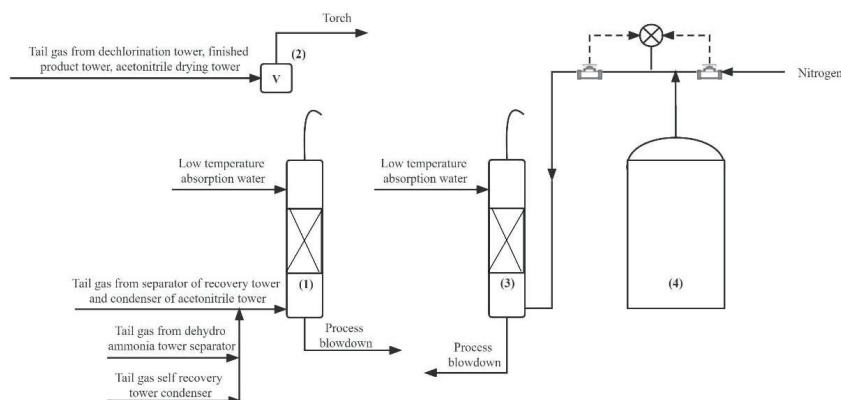 Torch
(2)
Tail gas from dechlorination tower, finished
product tower, acetonitrile drying tower
V
Nitrogen
Low temperature
absorption water
Low temperature
absorption water
Tail gas from separator of recovery tower
and condenser of acetonitrile tower
(1)
(3)
(4)
Tail gas from dehydro
ammonia tower separator
Process
blowdown
Process
blowdown
Tail gas self recovery
tower condenser